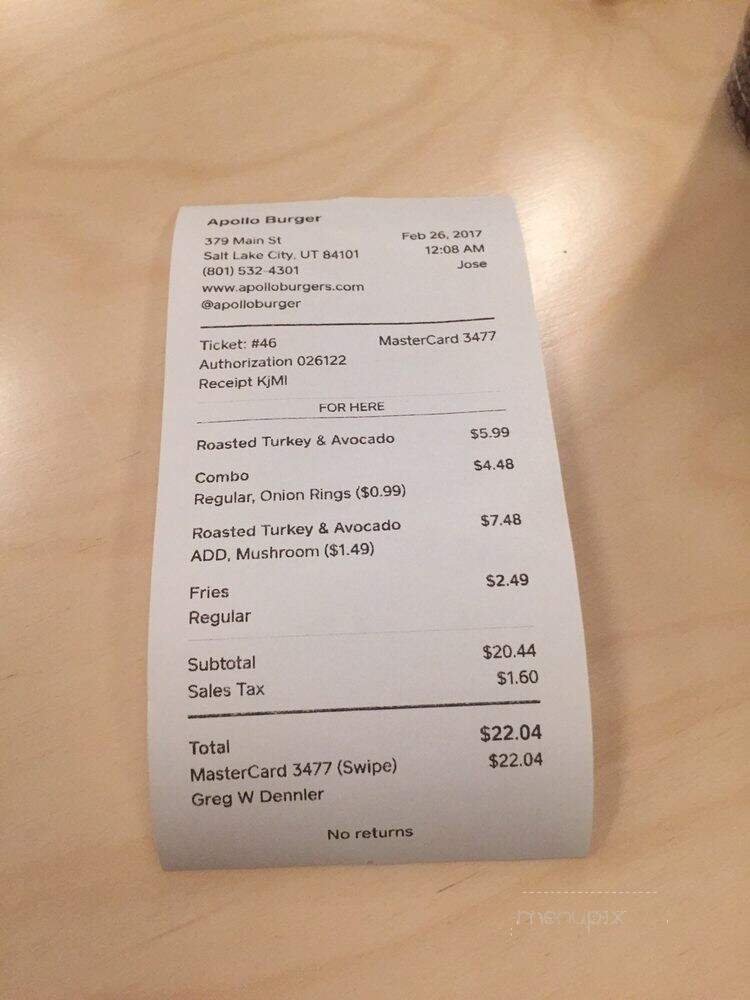 Apollo Burger
379 Main St
Feb 26, 2017
Salt Lake City, UT 84101
12:08 AM
(801) 532-4301
Jose
www.apolloburgers.com
@apolloburger
Ticket: #46
MasterCard 3477
Authorization 026122
Receipt KjMI
FOR HERE
Roasted Turkey & Avocado $5.99
Combo $4.48
Regular, Onion Rings ($0.99)
Roasted Turkey & Avocado $7.48
ADD, Mushroom ($1.49)
Fries $2.49
Regular
Subtotal $20.44
Sales Tax $1.60
Total $22.04
MasterCard 3477 (Swipe) $22.04
Greg W Dennler
No returns
menupix